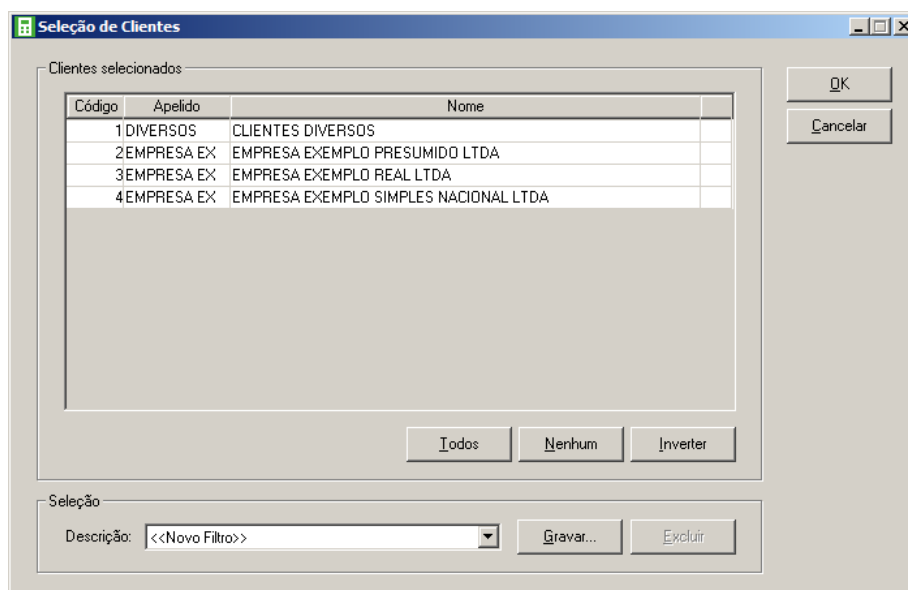 Seleção de Clientes
Clientes selecionados
Código Apelido Nome
1 DIVERSOS CLIENTES DIVERSOS
2 EMPRESA EX EMPRESA EXEMPLO PRESUMIDO LTDA
3 EMPRESA EX EMPRESA EXEMPLO REAL LTDA
4 EMPRESA EX EMPRESA EXEMPLO SIMPLES NACIONAL LTDA
Todos Nenhum Inverter
OK
Cancelar
Seleção
Descrição: <<Novo Filtro>> Gravar... Excluir